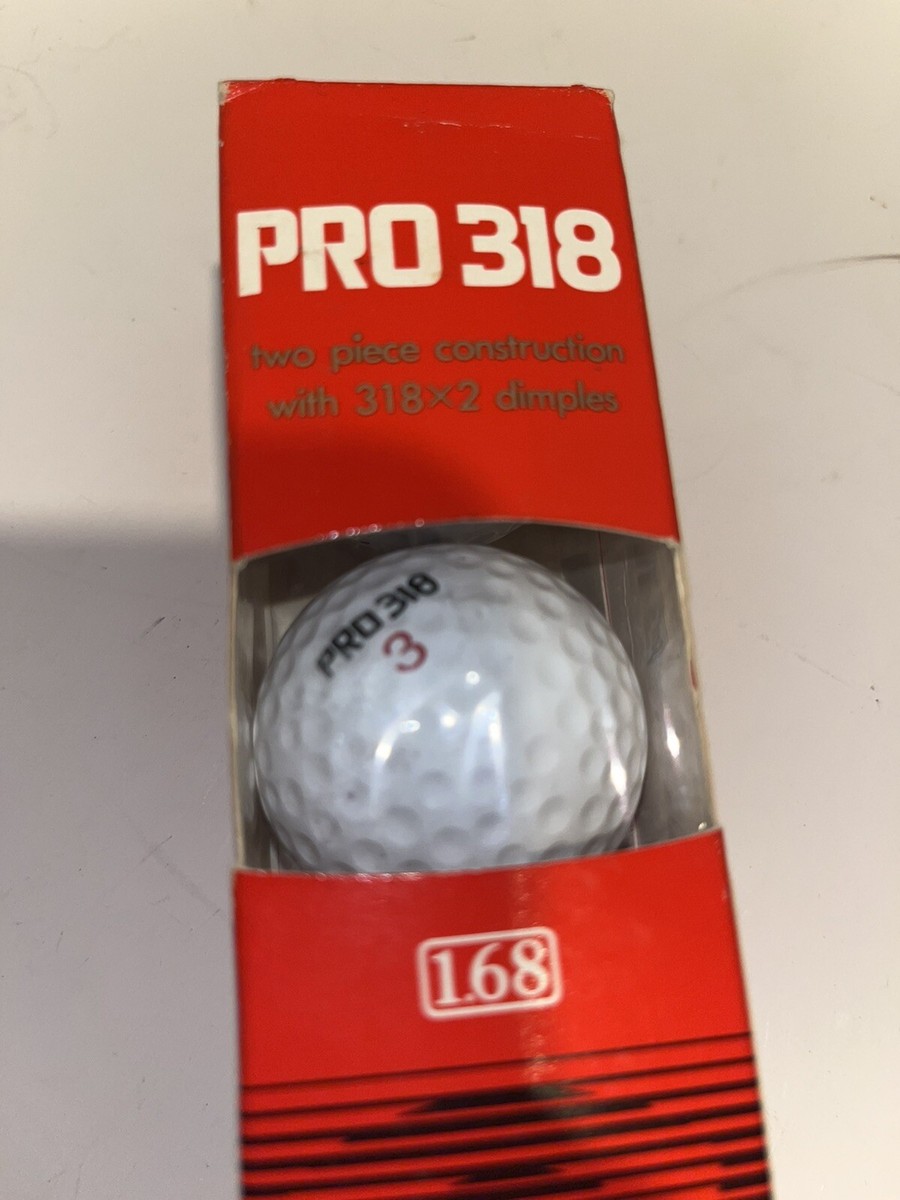 PRO 318
two piece construction
with 318×2 dimples
PRO 318
3
1.68